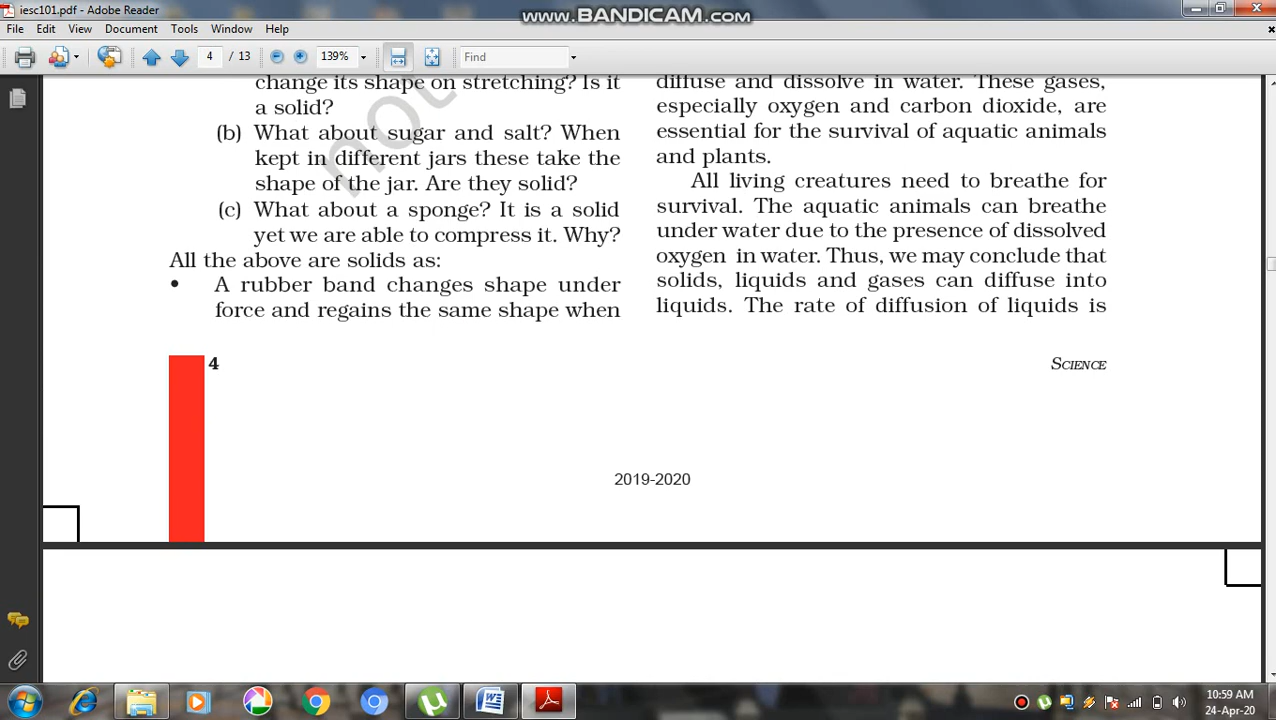 iesc101.pdf - Adobe Reader
www.BANDICAM.com
File Edit View Document Tools Window Help
4 / 13 139% Find
change its shape on stretching? Is it
a solid?
(b) What about sugar and salt? When
kept in different jars these take the
shape of the jar. Are they solid?
(c) What about a sponge? It is a solid
yet we are able to compress it. Why?
All the above are solids as:
• A rubber band changes shape under
force and regains the same shape when
diffuse and dissolve in water. These gases,
especially oxygen and carbon dioxide, are
essential for the survival of aquatic animals
and plants.
All living creatures need to breathe for
survival. The aquatic animals can breathe
under water due to the presence of dissolved
oxygen in water. Thus, we may conclude that
solids, liquids and gases can diffuse into
liquids. The rate of diffusion of liquids is
not
4
SCIENCE
2019-2020
10:59 AM
24-Apr-20